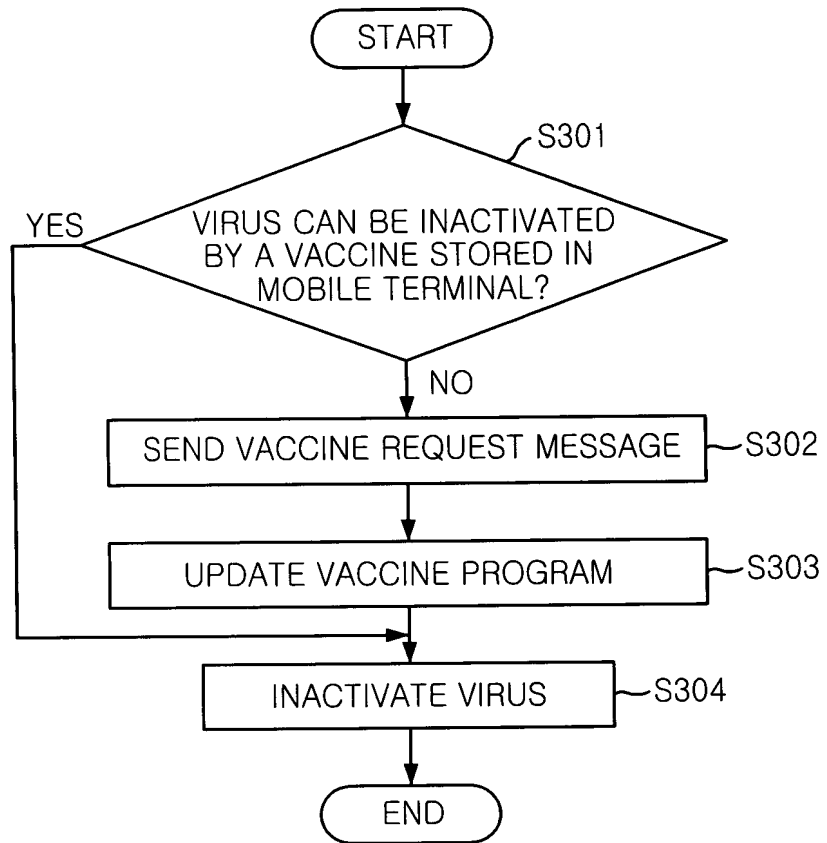 START
S301
YES
VIRUS CAN BE INACTIVATED
BY A VACCINE STORED IN
MOBILE TERMINAL?
NO
SEND VACCINE REQUEST MESSAGE
S302
UPDATE VACCINE PROGRAM
S303
INACTIVATE VIRUS
S304
END